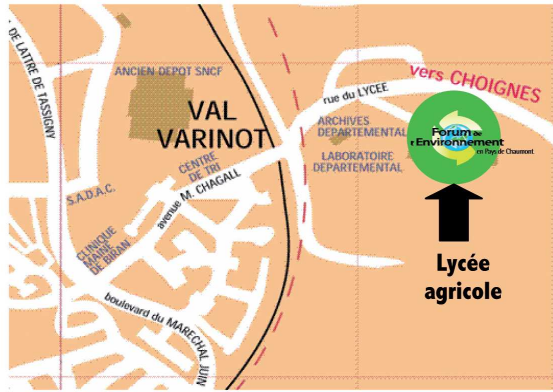 DE LATTRE DE TASSIGNY
ANCIEN DEPOT SNCF
VAL
VARINOT
vers CHOIGNES
rue du LYCEE
ARCHIVES
DEPARTEMENTAL
LABORATOIRE
DEPARTEMENTAL
Forum de
l'Environnement
en Pays de Chaumont
CENTRE
DE TRI
avenue M. CHAGALL
S.A.D.A.C.
CLINIQUE
MAINE
DE BIRAN
boulevard du MARECHAL JUIN
Lycée
agricole